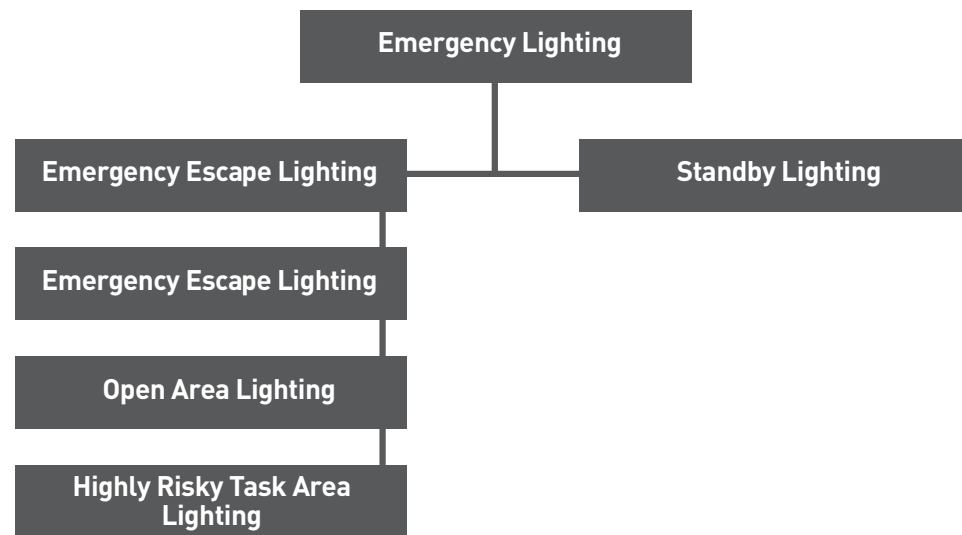 Emergency Lighting
Emergency Escape Lighting
Standby Lighting
Emergency Escape Lighting
Open Area Lighting
Highly Risky Task Area
Lighting